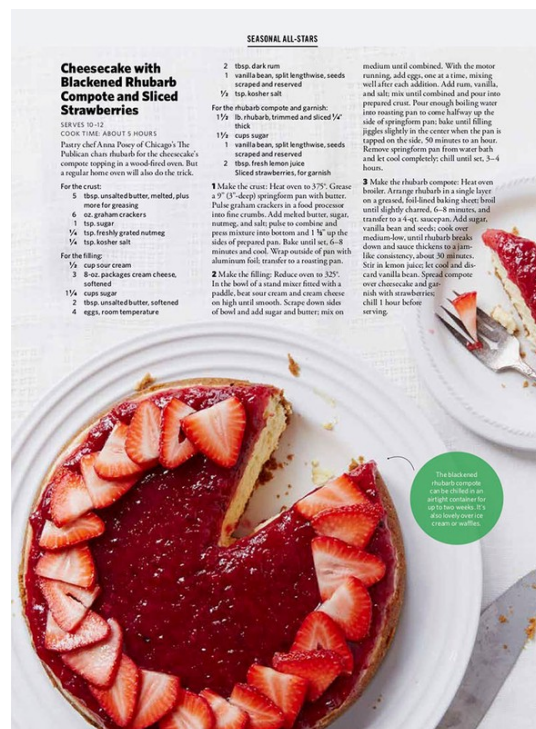 SEASONAL ALL-STARS
Cheesecake with
Blackened Rhubarb
Compote and Sliced
Strawberries
SERVES 10–12
COOK TIME: ABOUT 5 HOURS
Pastry chef Anna Posey of Chicago's The
Publican chars rhubarb for the cheesecake's
compote topping in a wood-fired oven. But
a regular home oven will also do the trick.
For the crust:
5 tbsp. unsalted butter, melted, plus
more for greasing
6 oz. graham crackers
1 tsp. sugar
¼ tsp. freshly grated nutmeg
¼ tsp. kosher salt
For the filling:
½ cup sour cream
3 8-oz. packages cream cheese,
softened
1¼ cups sugar
2 tbsp. unsalted butter, softened
4 eggs, room temperature
2 tbsp. dark rum
1 vanilla bean, split lengthwise, seeds
scraped and reserved
½ tsp. kosher salt
For the rhubarb compote and garnish:
1½ lb. rhubarb, trimmed and sliced ¼"
thick
1½ cups sugar
1 vanilla bean, split lengthwise, seeds
scraped and reserved
2 tbsp. fresh lemon juice
Sliced strawberries, for garnish
1 Make the crust: Heat oven to 375°. Grease
a 9" (3"-deep) springform pan with butter.
Pulse graham crackers in a food processor
into fine crumbs. Add melted butter, sugar,
nutmeg, and salt; pulse to combine and
press mixture into bottom and 1 ½" up the
sides of prepared pan. Bake until set, 6–8
minutes and cool. Wrap outside of pan with
aluminum foil; transfer to a roasting pan.
2 Make the filling: Reduce oven to 325°.
In the bowl of a stand mixer fitted with a
paddle, beat sour cream and cream cheese
on high until smooth. Scrape down sides
of bowl and add sugar and butter; mix on
medium until combined. With the motor
running, add eggs, one at a time, mixing
well after each addition. Add rum, vanilla,
and salt; mix until combined and pour into
prepared crust. Pour enough boiling water
into roasting pan to come halfway up the
side of springform pan; bake until filling
jiggles slightly in the center when the pan is
tapped on the side, 50 minutes to an hour.
Remove springform pan from water bath
and let cool completely; chill until set, 3–4
hours.
3 Make the rhubarb compote: Heat oven
broiler. Arrange rhubarb in a single layer
on a greased, foil-lined baking sheet; broil
until slightly charred, 6–8 minutes, and
transfer to a 4-qt. saucepan. Add sugar,
vanilla bean and seeds; cook over
medium-low, until rhubarb breaks
down and sauce thickens to a jam-
like consistency, about 30 minutes.
Stir in lemon juice; let cool and dis-
card vanilla bean. Spread compote
over cheesecake and gar-
nish with strawberries;
chill 1 hour before
serving.
The blackened
rhubarb compote
can be chilled in an
airtight container for
up to two weeks. It's
also lovely over ice
cream or waffles.